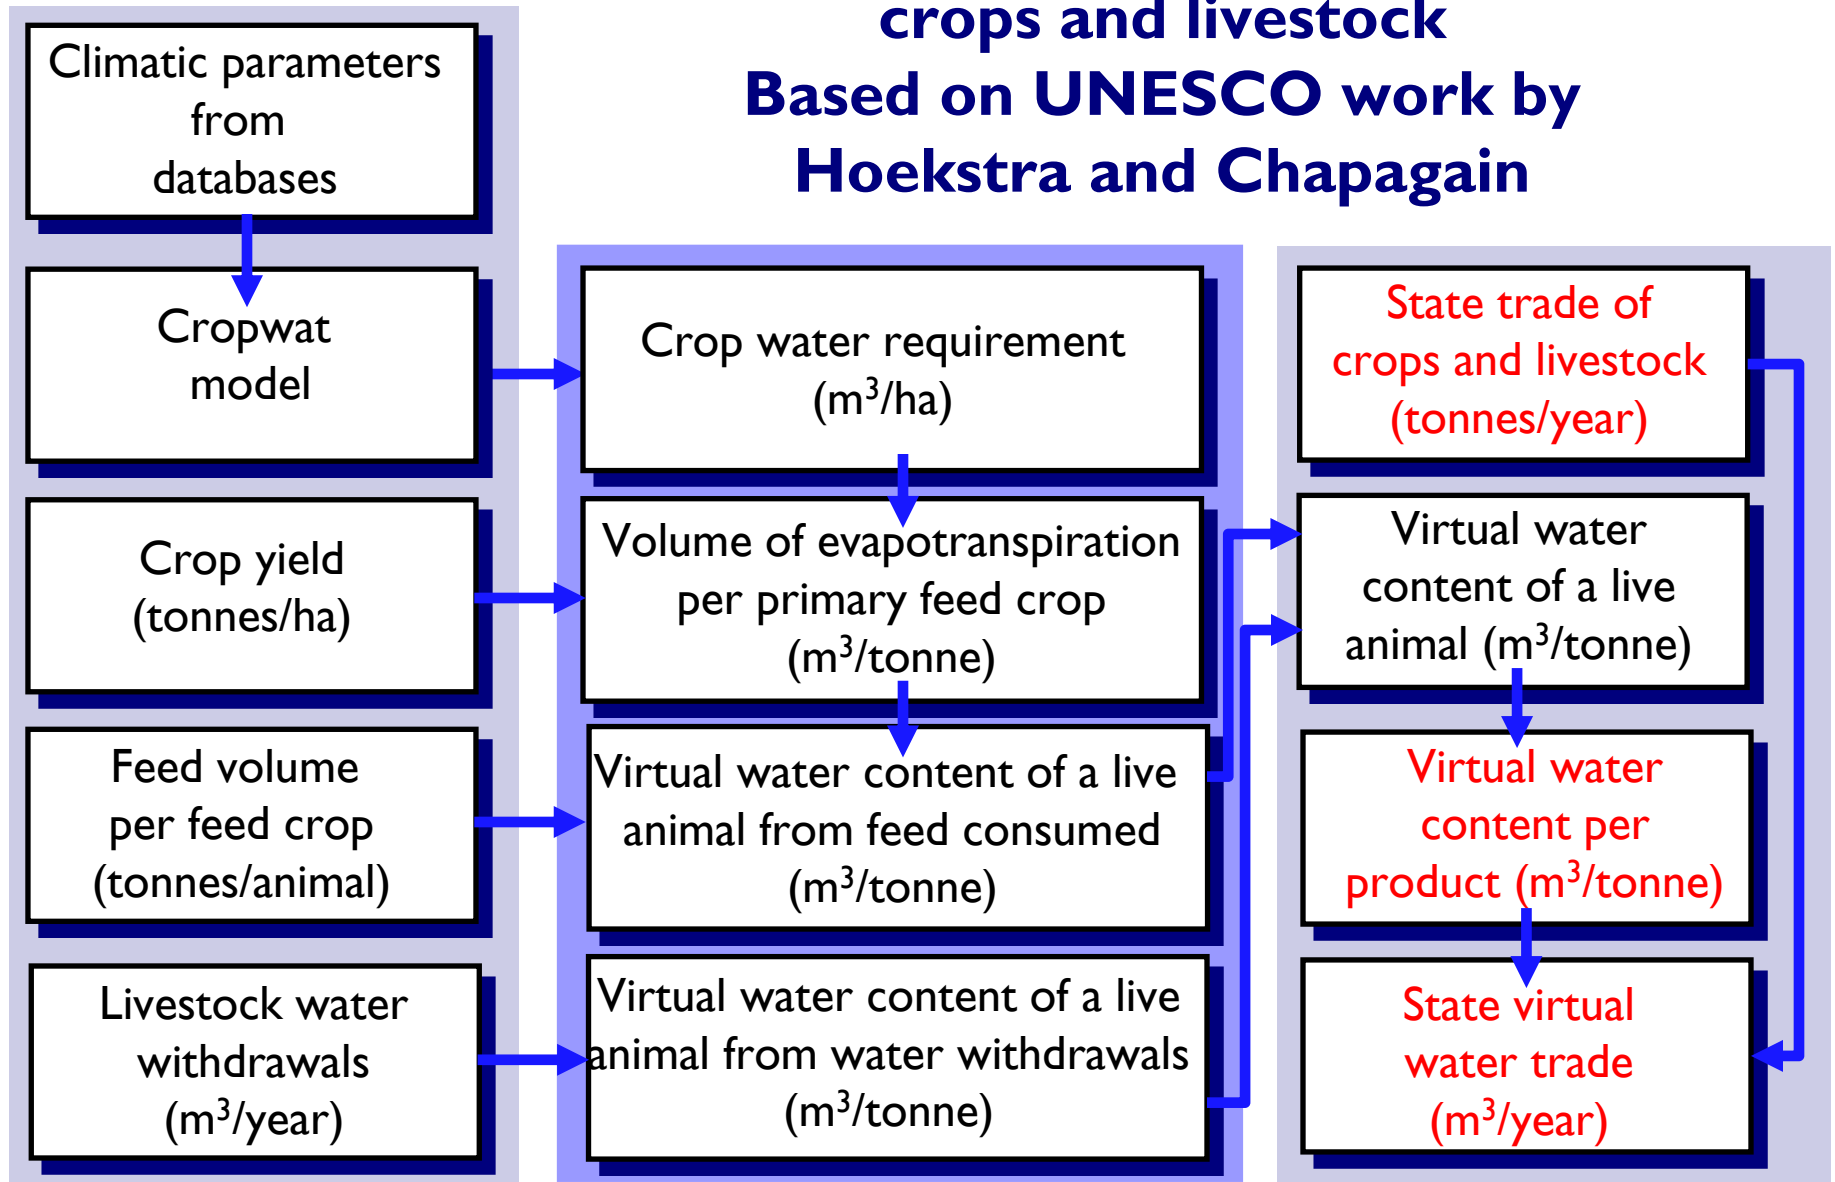 crops and livestock
Based on UNESCO work by
Hoekstra and Chapagain
Climatic parameters
from
databases
Cropwat
model
Crop yield
(tonnes/ha)
Feed volume
per feed crop
(tonnes/animal)
Livestock water
withdrawals
(m³/year)
Crop water requirement
(m³/ha)
Volume of evapotranspiration
per primary feed crop
(m³/tonne)
Virtual water content of a live
animal from feed consumed
(m³/tonne)
Virtual water content of a live
animal from water withdrawals
(m³/tonne)
State trade of
crops and livestock
(tonnes/year)
Virtual water
content of a live
animal (m³/tonne)
Virtual water
content per
product (m³/tonne)
State virtual
water trade
(m³/year)